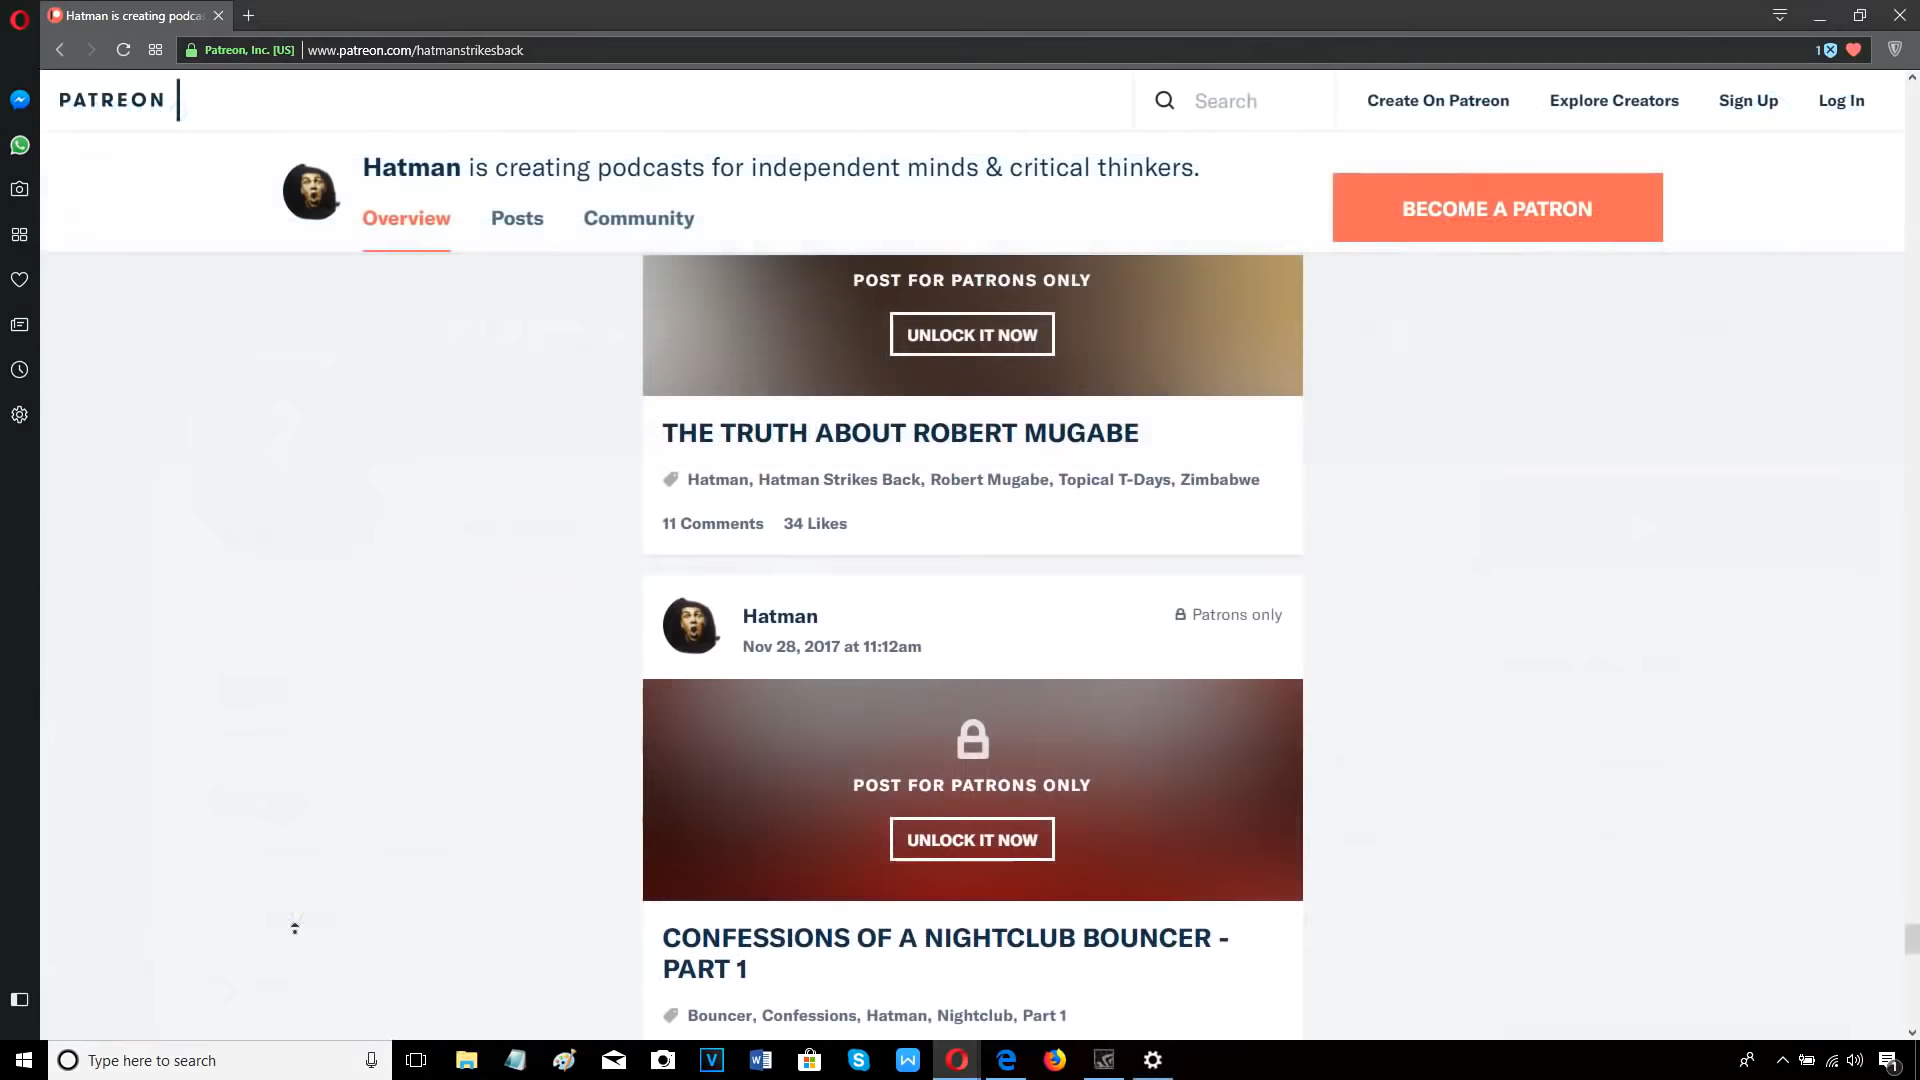 Hatman is creating podca
Patreon, Inc. [US]
www.patreon.com/hatmanstrikesback
1
PATREON
Search
Create On Patreon
Explore Creators
Sign Up
Log In
Hatman is creating podcasts for independent minds & critical thinkers.
BECOME A PATRON
Overview
Posts
Community
POST FOR PATRONS ONLY
UNLOCK IT NOW
THE TRUTH ABOUT ROBERT MUGABE
Hatman, Hatman Strikes Back, Robert Mugabe, Topical T-Days, Zimbabwe
11 Comments 34 Likes
Hatman
Patrons only
Nov 28, 2017 at 11:12am
POST FOR PATRONS ONLY
UNLOCK IT NOW
CONFESSIONS OF A NIGHTCLUB BOUNCER -
PART 1
Bouncer, Confessions, Hatman, Nightclub, Part 1
Type here to search
1